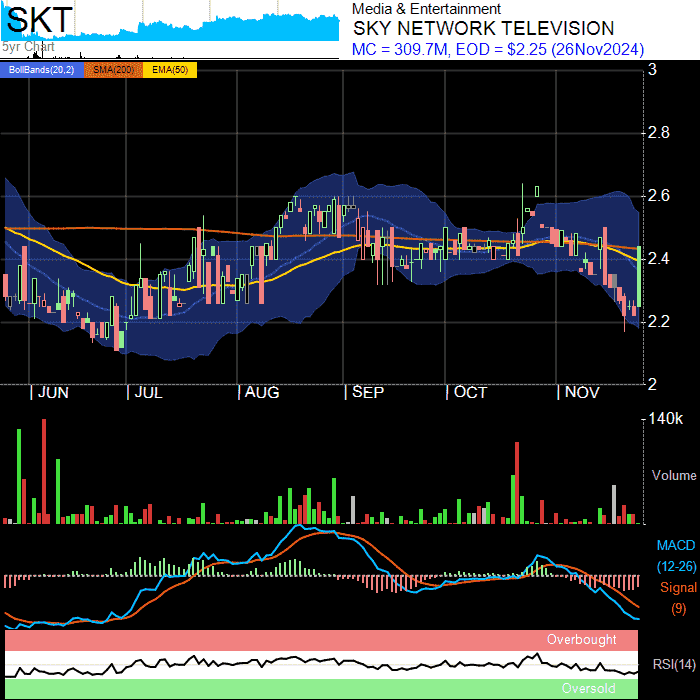 SKT
5yr Chart
Media & Entertainment
SKY NETWORK TELEVISION
MC = 309.7M, EOD = $2.25 (26Nov2024)
BollBands(20,2) SMA(200) EMA(50)
3
2.8
2.6
2.4
2.2
2
JUN JUL AUG SEP OCT NOV
140k
Volume
MACD
(12-26)
Signal
(9)
Overbought
RSI(14)
Oversold